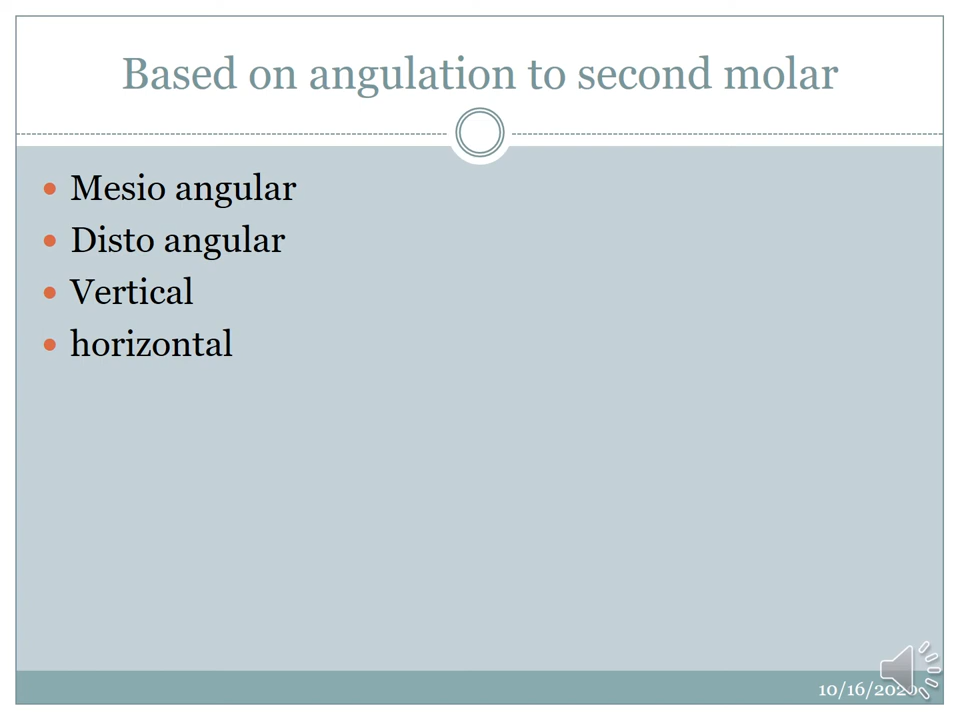 Based on angulation to second molar
Mesio angular
Disto angular
Vertical
horizontal
10/16/2020